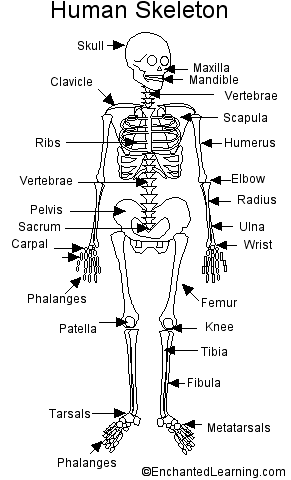 Human Skeleton
Skull
Maxilla
Mandible
Clavicle
Vertebrae
Scapula
Ribs
Humerus
Vertebrae
Elbow
Radius
Pelvis
Sacrum
Ulna
Carpal
Wrist
Phalanges
Femur
Patella
Knee
Tibia
Fibula
Tarsals
Metatarsals
Phalanges
©EnchantedLearning.com